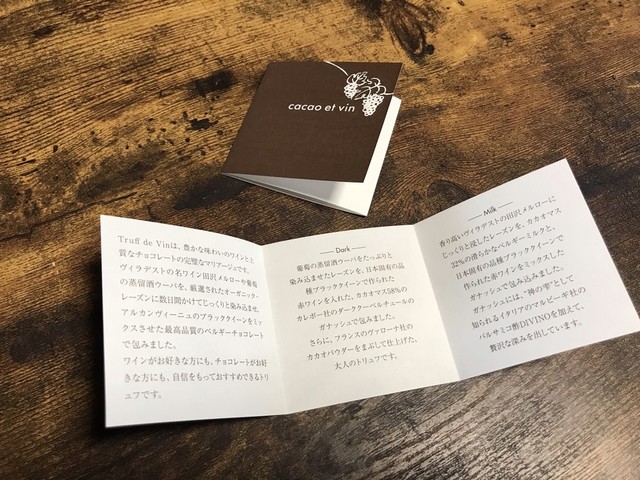 cacao et vin
Truff de Vinは、豊かな味わいのワインと上
質なチョコレートの完璧なマリアージュです。
ヴィラデストの名ワイン田沢メルローや葡萄
の蒸留酒ウーバを、厳選されたオーガニック・
レーズンに数日間かけてじっくりと染み込ませ、
アルカンヴィーニュのブラッククイーンをミッ
クスさせた最高品質のベルギーチョコレート
で包みました。
ワインがお好きな方にも、チョコレートがお好
きな方にも、自信をもっておすすめできるトリ
ュフです。
Dark
葡萄の蒸留酒ウーバをたっぷりと
染み込ませたレーズンを、日本固有の品
種ブラッククイーンで作られた
赤ワインを入れた、カカオマス58%の
カレボー社のダーククーベルチュールの
ガナッシュで包みました。
さらに、フランスのヴァローナ社の
カカオパウダーをまぶして仕上げた、
大人のトリュフです。
Milk
香り高いヴィラデストの田沢メルローに
じっくりと浸したレーズンを、カカオマス
32%の滑らかなベルギーミルクと、
日本固有の品種ブラッククイーンで
作られた赤ワインをミックスした
ガナッシュで包み込みました。
ガナッシュには、"神の雫"として
知られるイタリアのマルピーギ社の
バルサミコ酢DIVINOを加えて、
贅沢な深みを出しています。